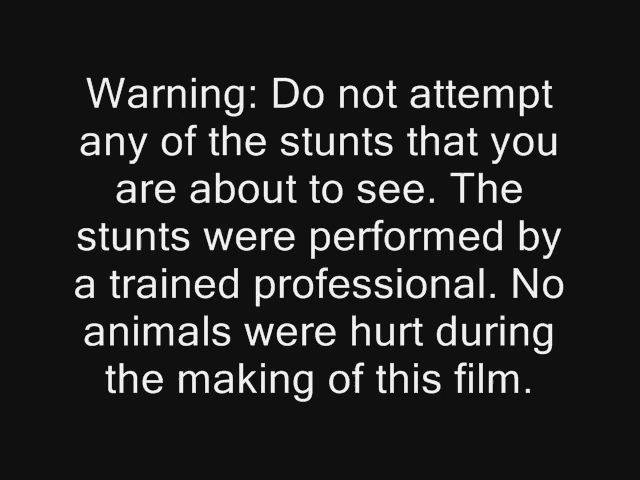 Warning: Do not attempt
any of the stunts that you
are about to see. The
stunts were performed by
a trained professional. No
animals were hurt during
the making of this film.